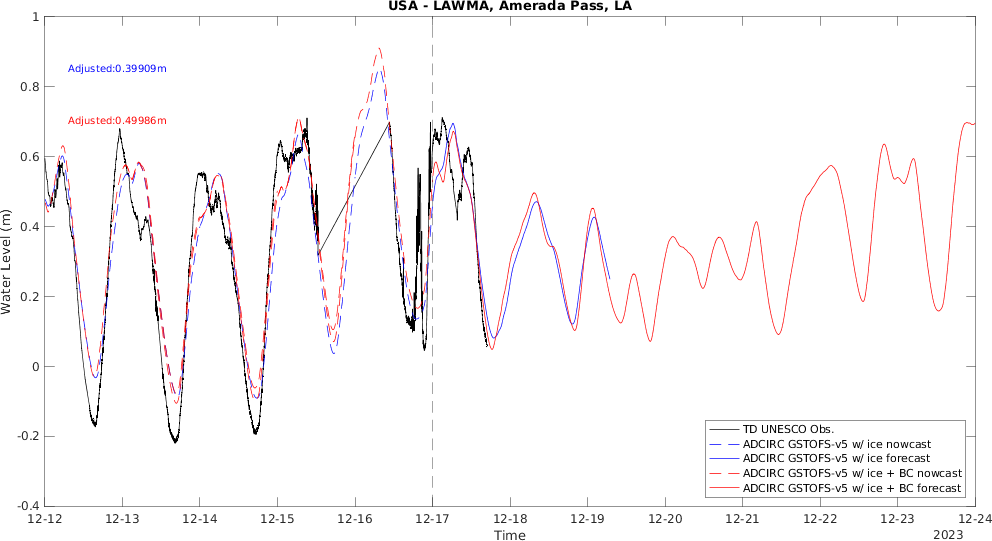 USA - LAWMA, Amerada Pass, LA
Adjusted:0.39909m
Adjusted:0.49986m
Water Level (m)
1
0.8
0.6
0.4
0.2
0
-0.2
-0.4
12-12 12-13 12-14 12-15 12-16 12-17 12-18 12-19 12-20 12-21 12-22 12-23 12-24
Time
2023
TD UNESCO Obs.
ADCIRC GSTOFS-v5 w/ ice nowcast
ADCIRC GSTOFS-v5 w/ ice forecast
ADCIRC GSTOFS-v5 w/ ice + BC nowcast
ADCIRC GSTOFS-v5 w/ ice + BC forecast